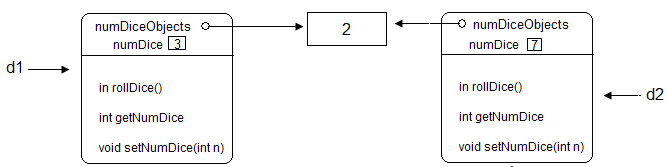 numDiceObjects
numDice 3
d1
in rollDice()
int getNumDice
void setNumDice(int n)
2
numDiceObjects
numDice 7
in rollDice()
d2
int getNumDice
void setNumDice(int n)